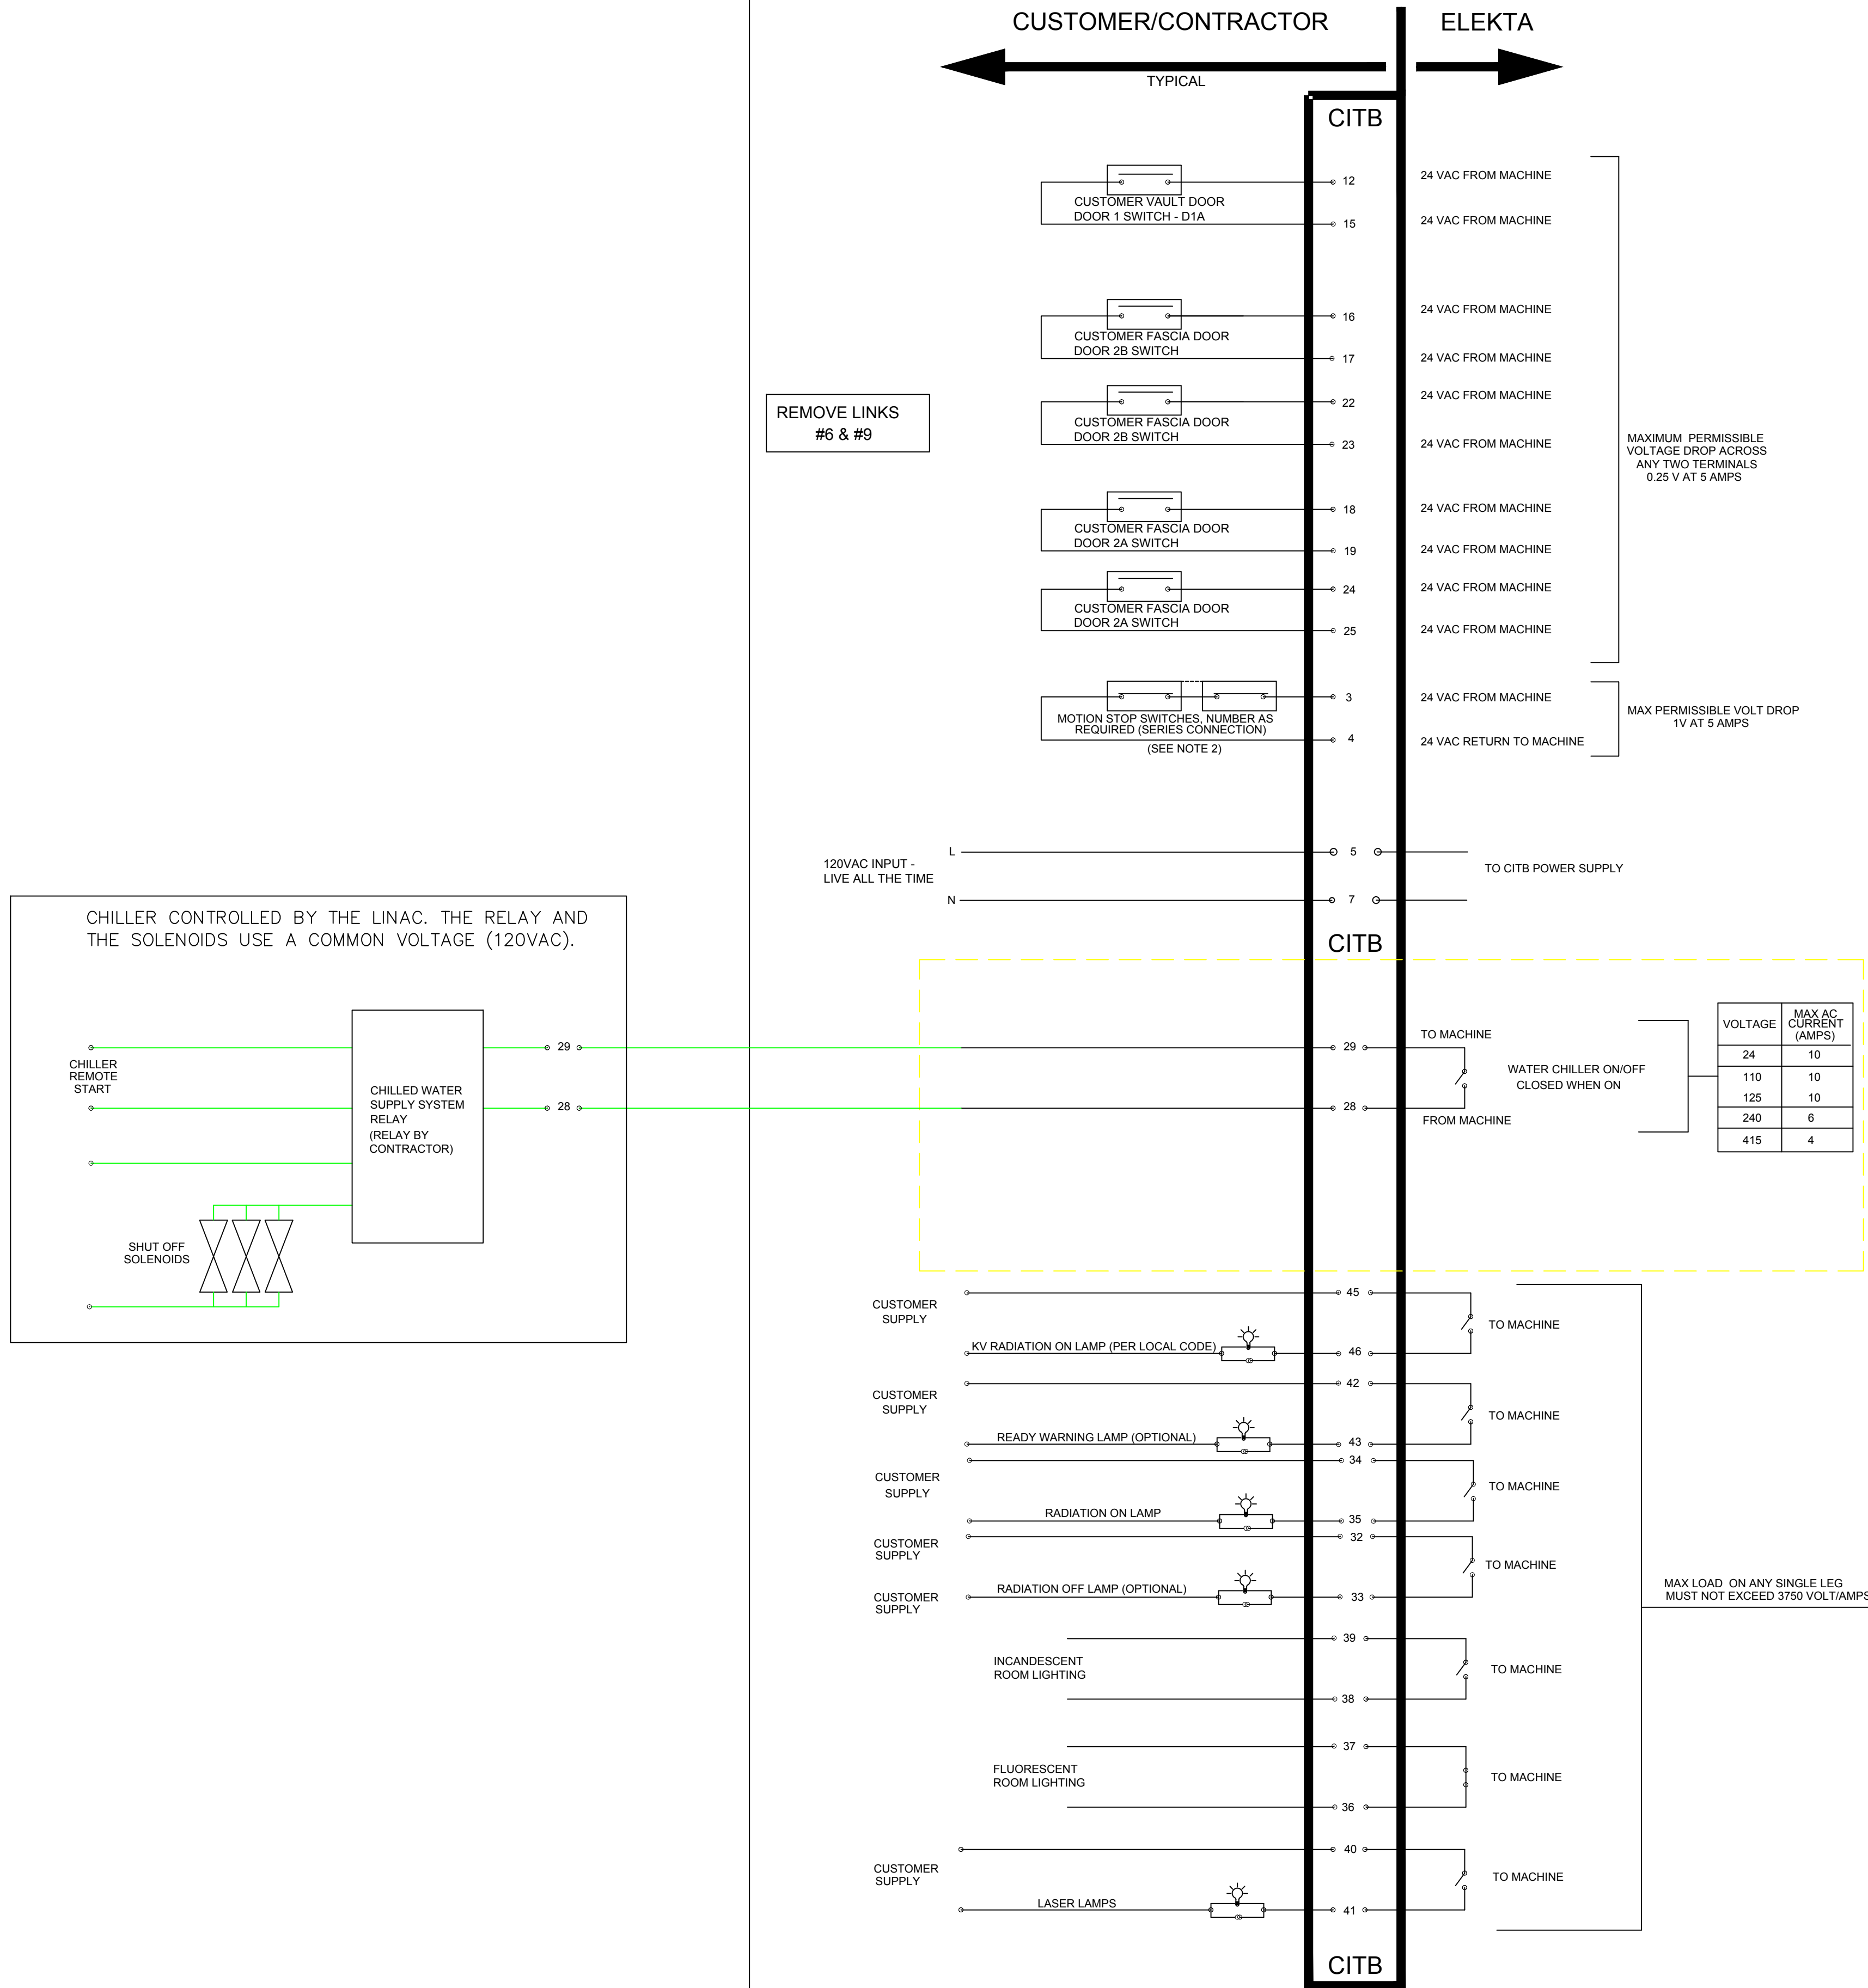 CUSTOMER/CONTRACTOR
ELEKTA
TYPICAL
CITB
12
24 VAC FROM MACHINE
CUSTOMER VAULT DOOR
DOOR 1 SWITCH - D1A
15
24 VAC FROM MACHINE
16
24 VAC FROM MACHINE
CUSTOMER FASCIA DOOR
DOOR 2B SWITCH
17
24 VAC FROM MACHINE
REMOVE LINKS
#6 & #9
22
24 VAC FROM MACHINE
CUSTOMER FASCIA DOOR
DOOR 2B SWITCH
23
24 VAC FROM MACHINE
MAXIMUM PERMISSIBLE
VOLTAGE DROP ACROSS
ANY TWO TERMINALS
0.25 V AT 5 AMPS
18
24 VAC FROM MACHINE
CUSTOMER FASCIA DOOR
DOOR 2A SWITCH
19
24 VAC FROM MACHINE
24
24 VAC FROM MACHINE
CUSTOMER FASCIA DOOR
DOOR 2A SWITCH
25
24 VAC FROM MACHINE
3
24 VAC FROM MACHINE
MOTION STOP SWITCHES, NUMBER AS
REQUIRED (SERIES CONNECTION)
(SEE NOTE 2)
4
24 VAC RETURN TO MACHINE
MAX PERMISSIBLE VOLT DROP
1V AT 5 AMPS
120VAC INPUT -
LIVE ALL THE TIME
L
5
N
7
TO CITB POWER SUPPLY
CITB
CHILLER CONTROLLED BY THE LINAC. THE RELAY AND
THE SOLENOIDS USE A COMMON VOLTAGE (120VAC).
CHILLER
REMOTE
START
CHILLED WATER
SUPPLY SYSTEM
RELAY
(RELAY BY
CONTRACTOR)
29
28
SHUT OFF
SOLENOIDS
29
TO MACHINE
WATER CHILLER ON/OFF
CLOSED WHEN ON
28
FROM MACHINE
VOLTAGE
MAX AC
CURRENT
(AMPS)
24 10
110 10
125 10
240 6
415 4
CUSTOMER
SUPPLY
45
KV RADIATION ON LAMP (PER LOCAL CODE)
46
TO MACHINE
CUSTOMER
SUPPLY
42
READY WARNING LAMP (OPTIONAL)
43
TO MACHINE
CUSTOMER
SUPPLY
34
RADIATION ON LAMP
35
TO MACHINE
CUSTOMER
SUPPLY
32
RADIATION OFF LAMP (OPTIONAL)
CUSTOMER
SUPPLY
33
TO MACHINE
MAX LOAD ON ANY SINGLE LEG
MUST NOT EXCEED 3750 VOLT/AMPS
INCANDESCENT
ROOM LIGHTING
39
38
TO MACHINE
FLUORESCENT
ROOM LIGHTING
37
36
TO MACHINE
CUSTOMER
SUPPLY
40
LASER LAMPS
41
TO MACHINE
CITB